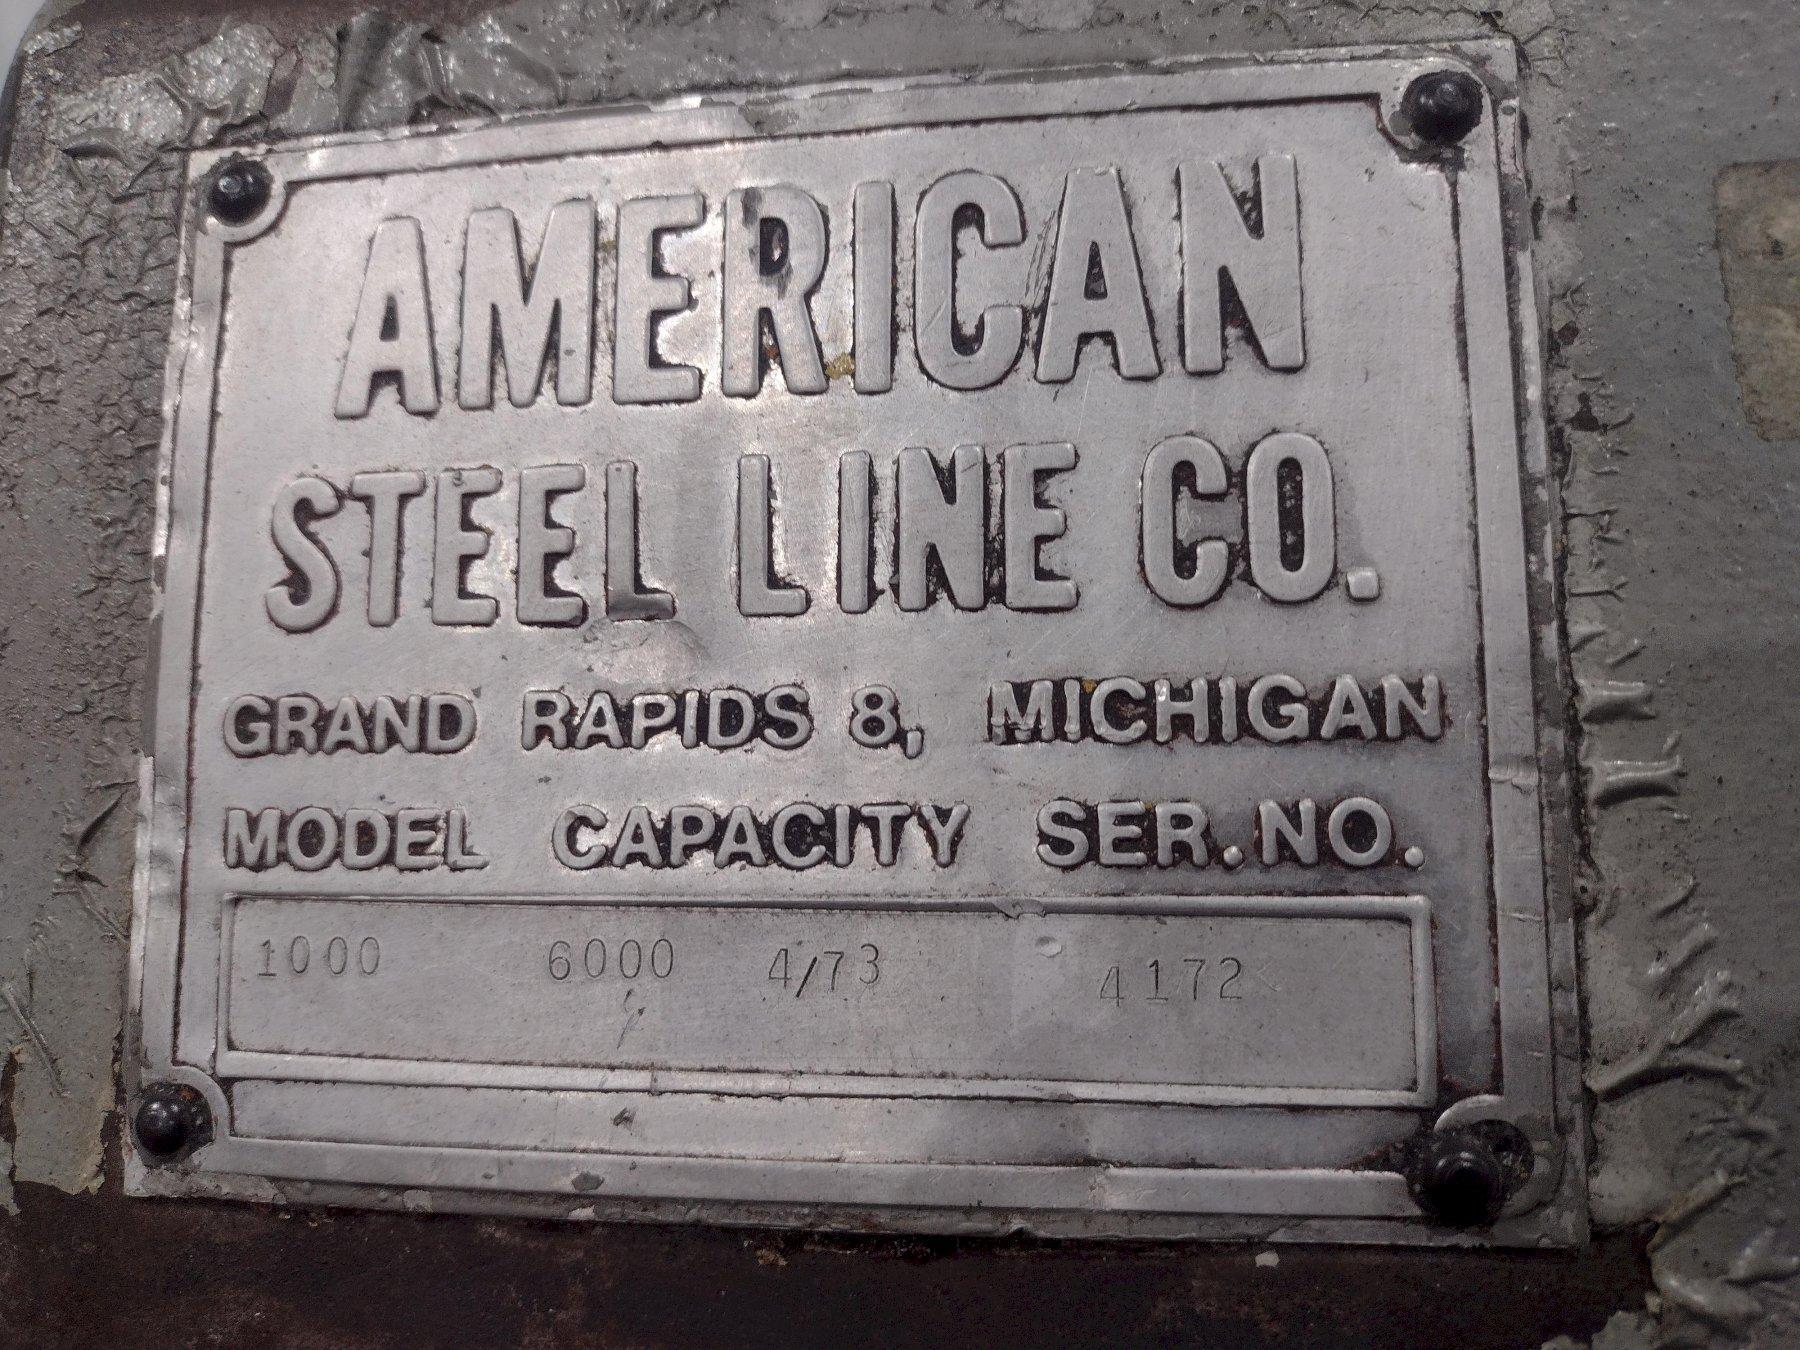 AMERICAN
STEEL LINE CO.
GRAND RAPIDS 8, MICHIGAN
MODEL CAPACITY SER. NO.
1000 6000 4/73 4172